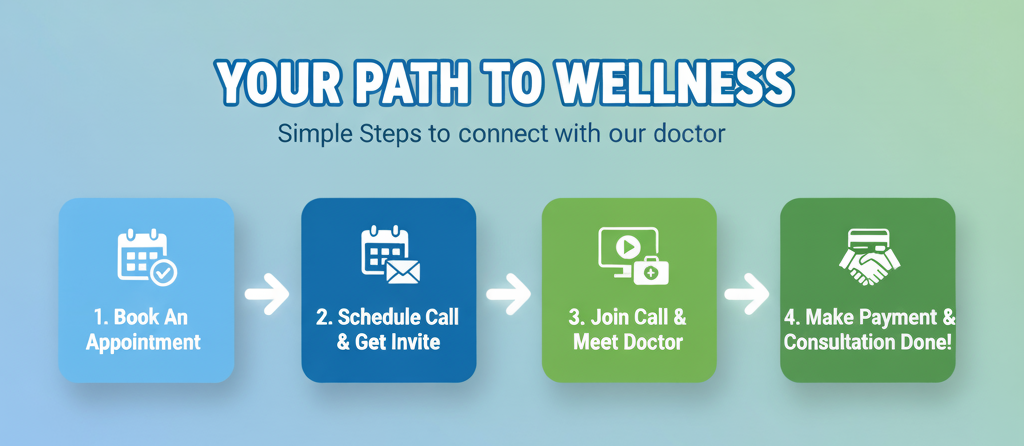 YOUR PATH TO WELLNESS
Simple Steps to connect with our doctor
1. Book An
Appointment
2. Schedule Call
& Get Invite
3. Join Call &
Meet Doctor
4. Make Payment &
Consultation Done!